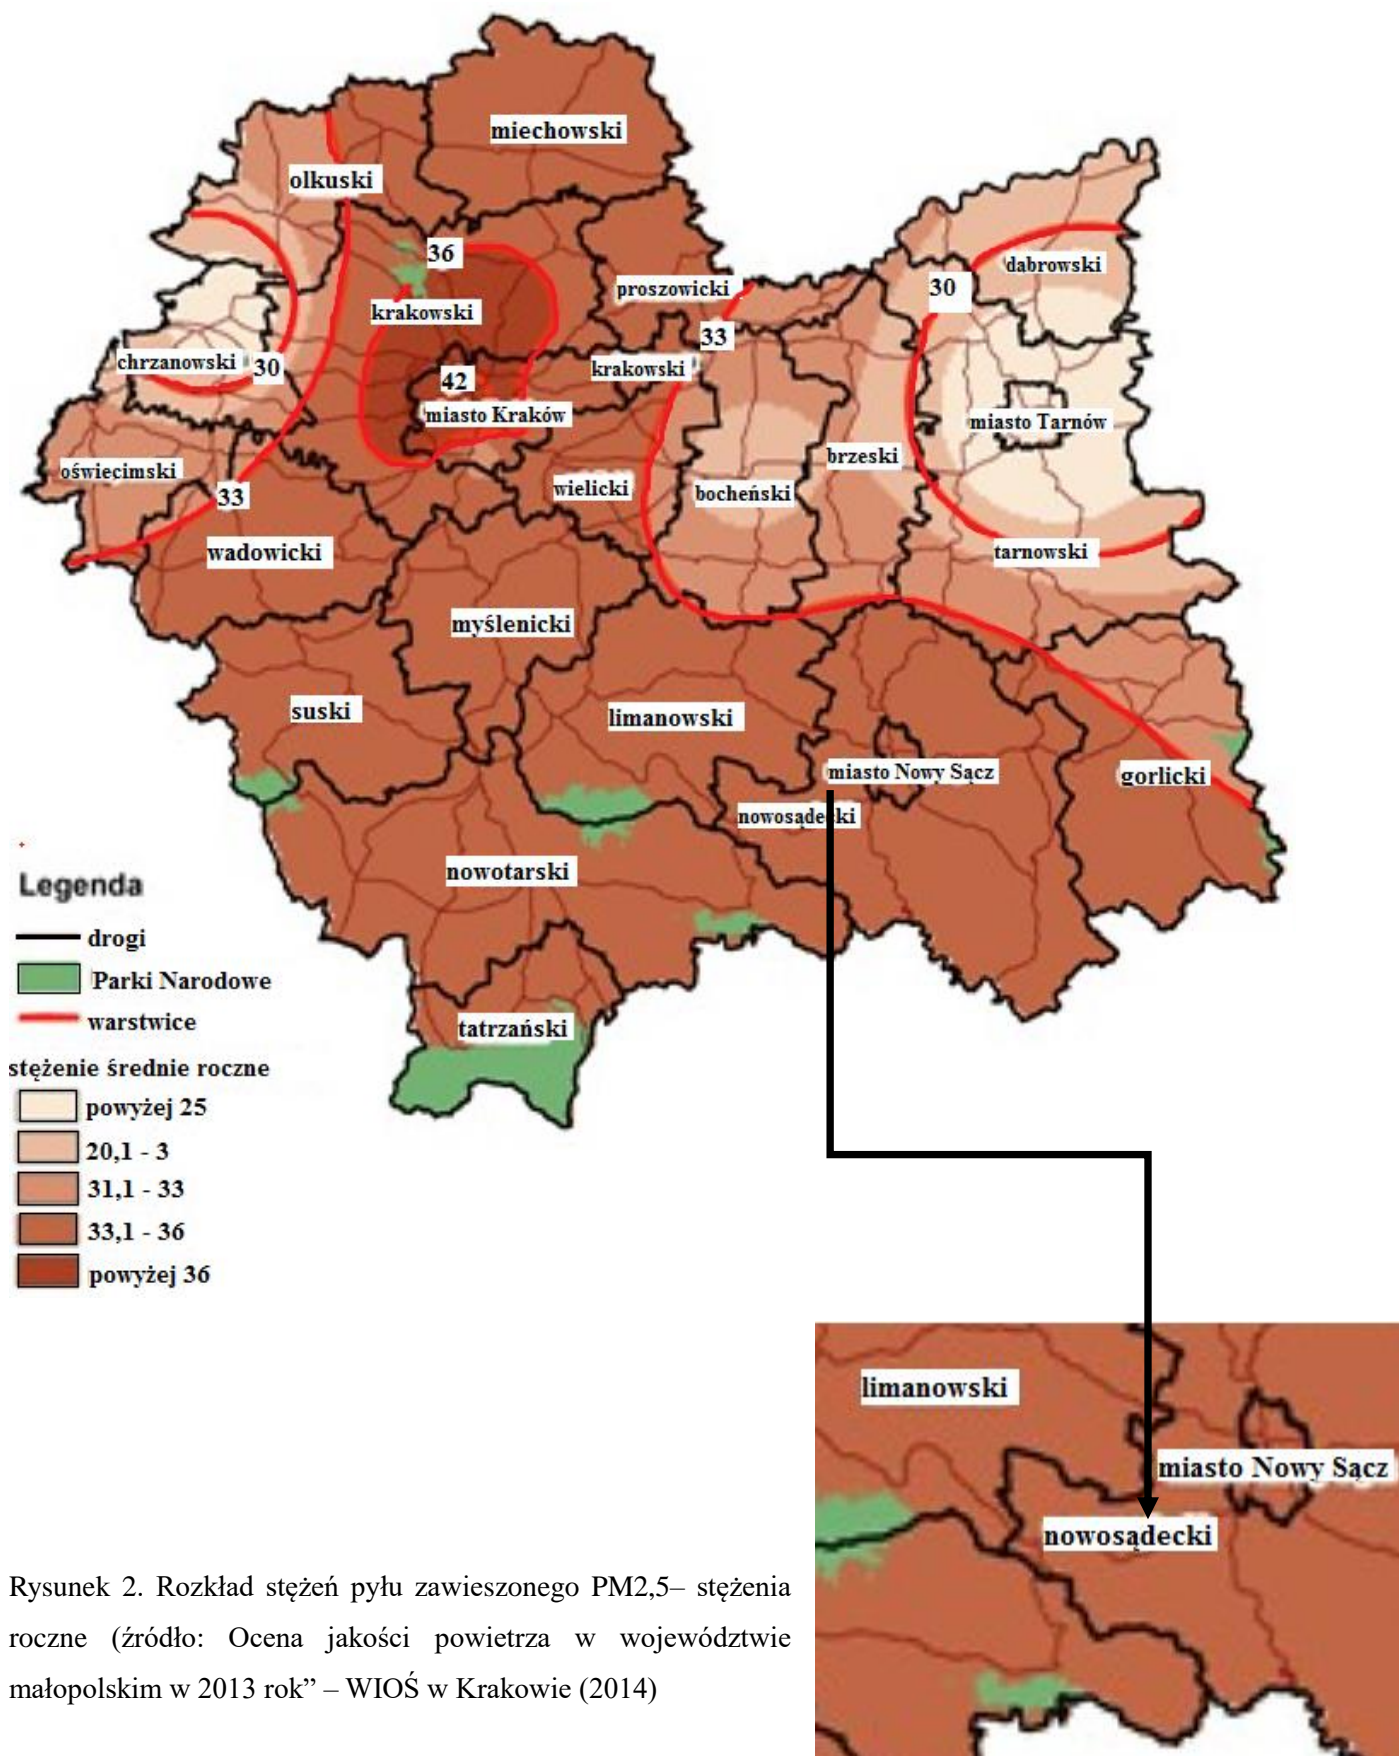 miechowski
olkuski
36
dabrowski
proszowicki
30
krakowski
33
chrzanowski
30
krakowski
42
miasto Kraków
miasto Tarnów
brzeski
oświęcimski
33
wielicki
bocheński
wadowicki
tarnowski
myślenicki
suski
limanowski
miasto Nowy Sącz
gorlicki
nowosądecki
nowotarski
tatrzański
Legenda
drogi
Parki Narodowe
warstwice
stężenie średnie roczne
powyżej 25
20,1 - 3
31,1 - 33
33,1 - 36
powyżej 36
limanowski
miasto Nowy Sącz
nowosądecki
Rysunek 2. Rozkład stężeń pyłu zawieszonego PM2,5– stężenia
roczne (źródło: Ocena jakości powietrza w województwie
małopolskim w 2013 rok” – WIOŚ w Krakowie (2014)